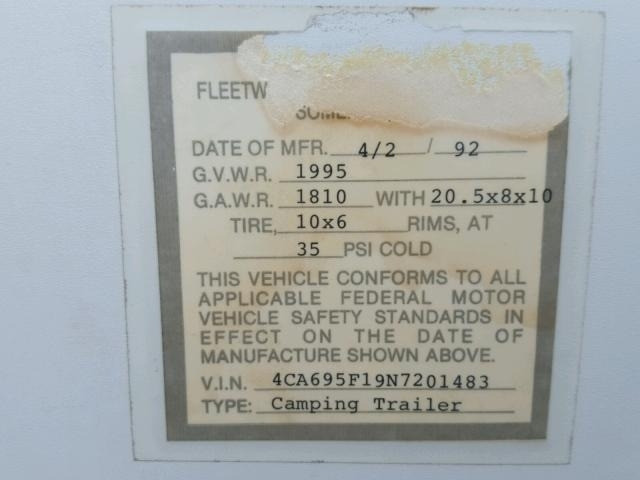 FLEETW
DATE OF MFR. 4/2 / 92
G.V.W.R. 1995
G.A.W.R. 1810 WITH 20.5x8x10
TIRE, 10x6 RIMS, AT
35 PSI COLD
THIS VEHICLE CONFORMS TO ALL
APPLICABLE FEDERAL MOTOR
VEHICLE SAFETY STANDARDS IN
EFFECT ON THE DATE OF
MANUFACTURE SHOWN ABOVE.
V.I.N. 4CA695F19N7201483
TYPE: Camping Trailer